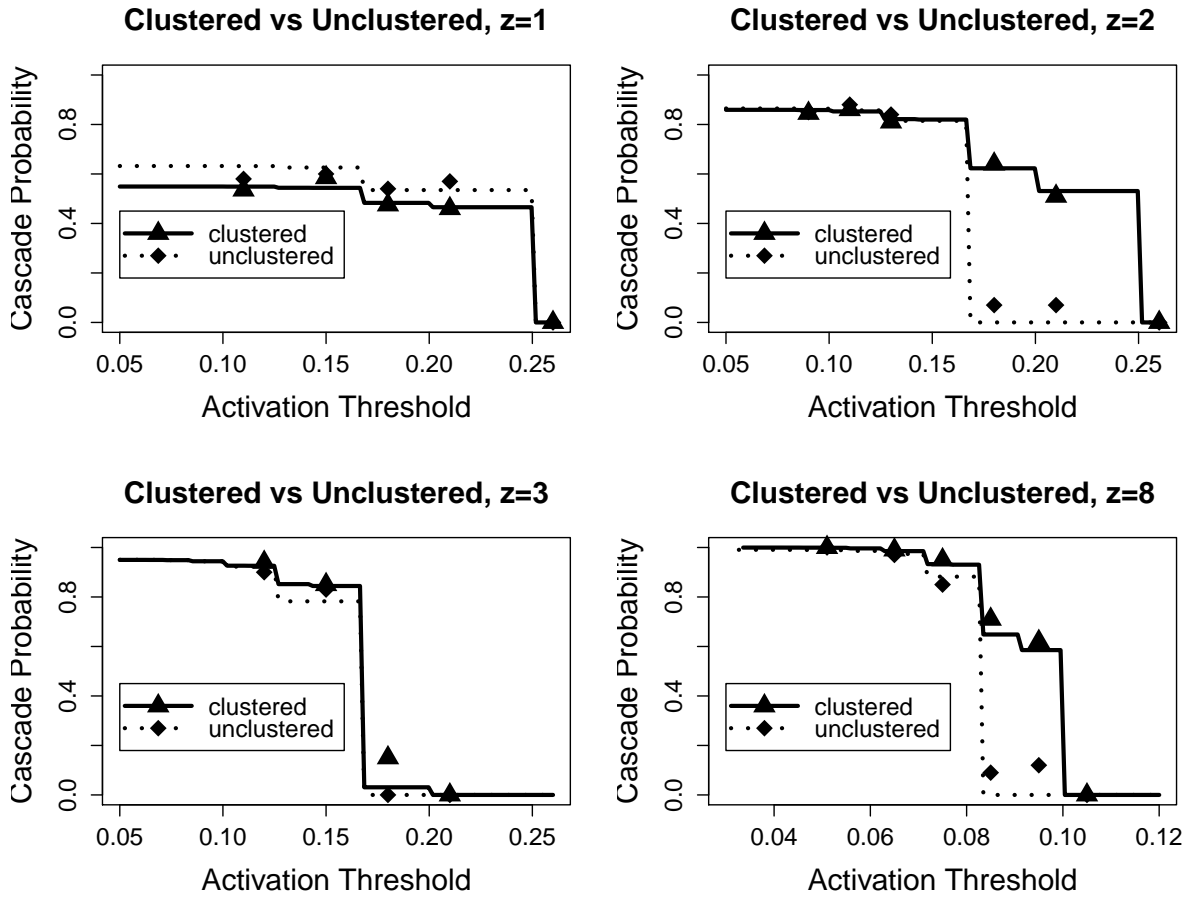 Clustered vs Unclustered, z=1
Cascade Probability
0.0 0.4 0.8
clustered
unclustered
0.05 0.10 0.15 0.20 0.25
Activation Threshold
Clustered vs Unclustered, z=2
Cascade Probability
0.0 0.4 0.8
clustered
unclustered
0.05 0.10 0.15 0.20 0.25
Activation Threshold
Clustered vs Unclustered, z=3
Cascade Probability
0.0 0.4 0.8
clustered
unclustered
0.05 0.10 0.15 0.20 0.25
Activation Threshold
Clustered vs Unclustered, z=8
Cascade Probability
0.0 0.4 0.8
clustered
unclustered
0.04 0.06 0.08 0.10 0.12
Activation Threshold